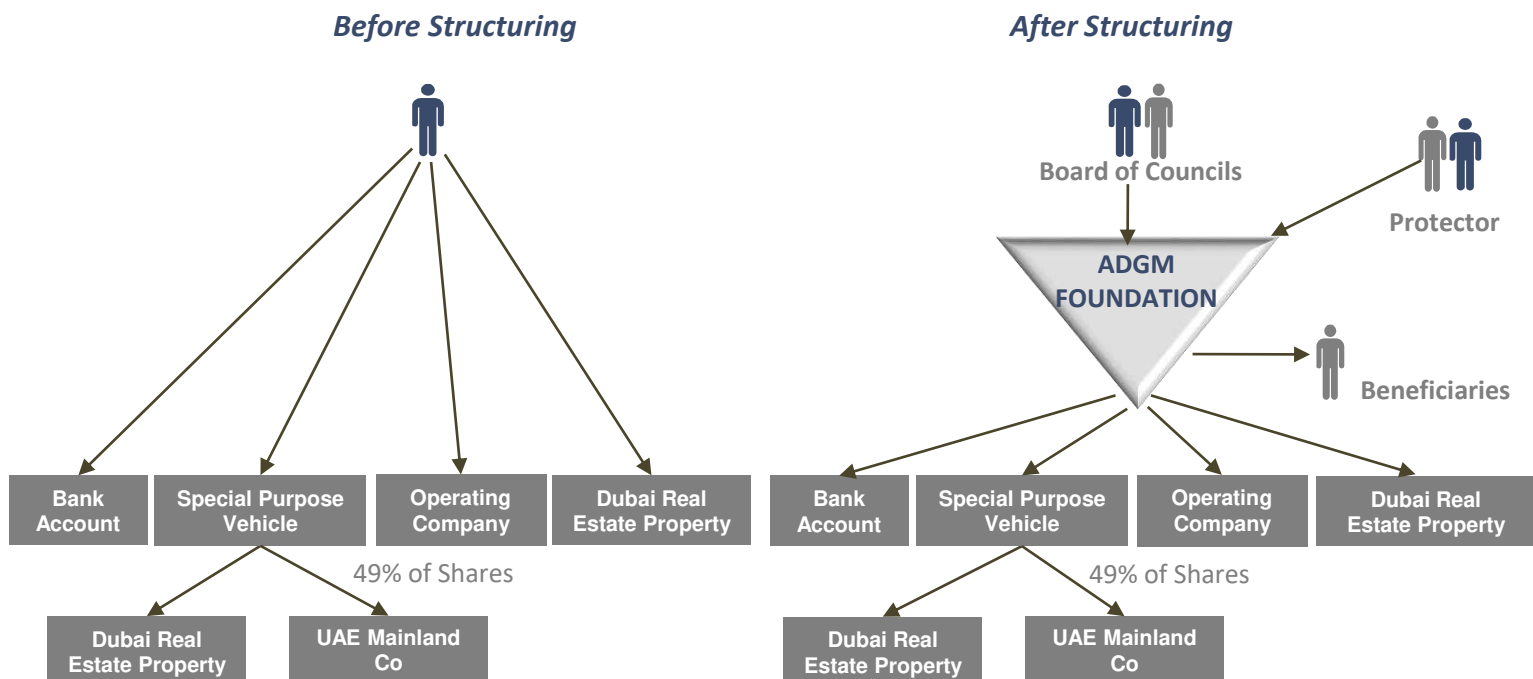 Before Structuring
After Structuring
Board of Councils
Protector
ADGM
FOUNDATION
Beneficiaries
Bank
Account
Special Purpose
Vehicle
Operating
Company
Dubai Real
Estate Property
Bank
Account
Special Purpose
Vehicle
Operating
Company
Dubai Real
Estate Property
49% of Shares
49% of Shares
Dubai Real
Estate Property
UAE Mainland
Co
Dubai Real
Estate Property
UAE Mainland
Co